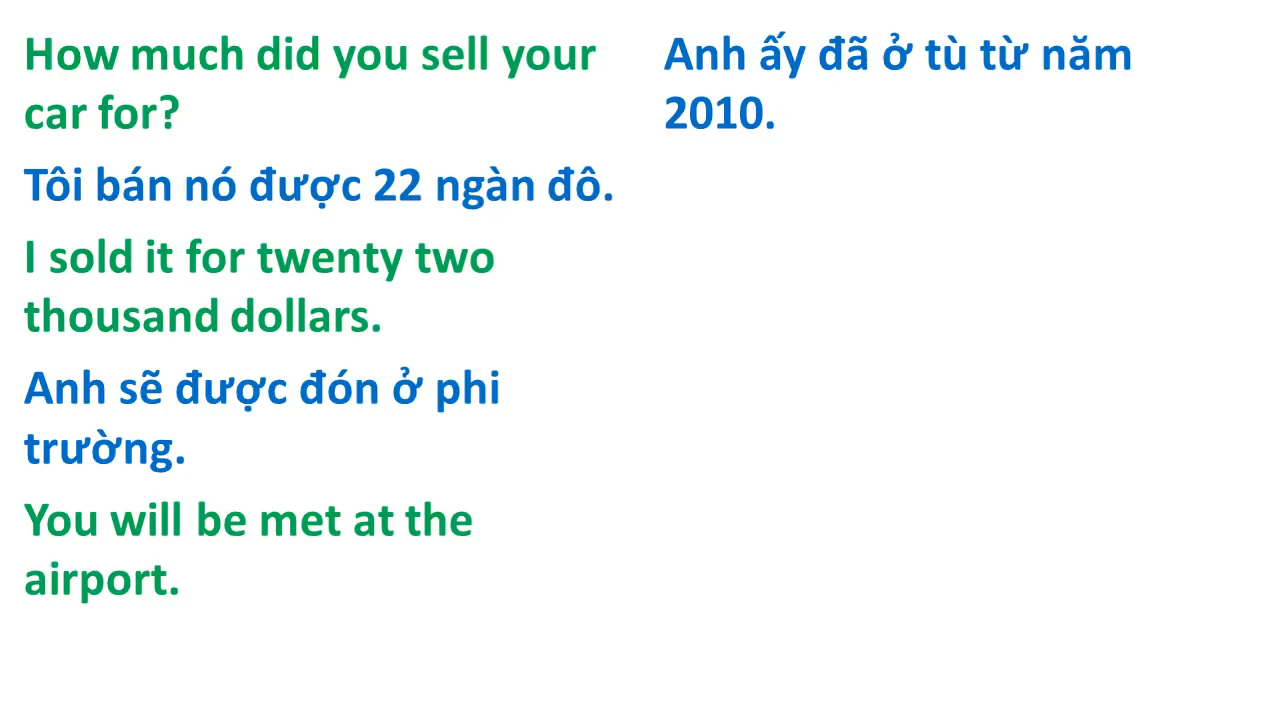 How much did you sell your
car for?
Tôi bán nó được 22 ngàn đô.
I sold it for twenty two
thousand dollars.
Anh sẽ được đón ở phi
trường.
You will be met at the
airport.
Anh ấy đã ở tù từ năm
2010.